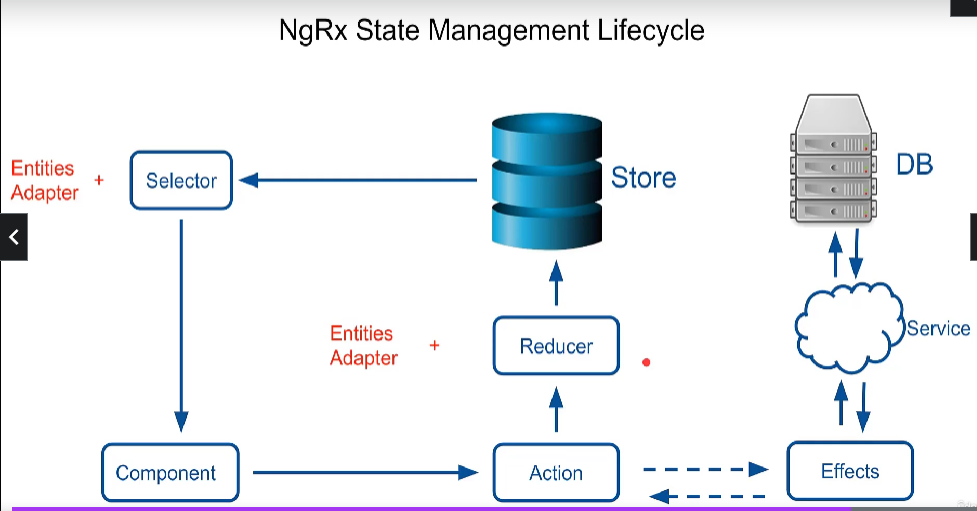 NgRx State Management Lifecycle
Entities
Adapter
+
Selector
Store
DB
Entities
Adapter
+
Reducer
Service
Component
Action
Effects